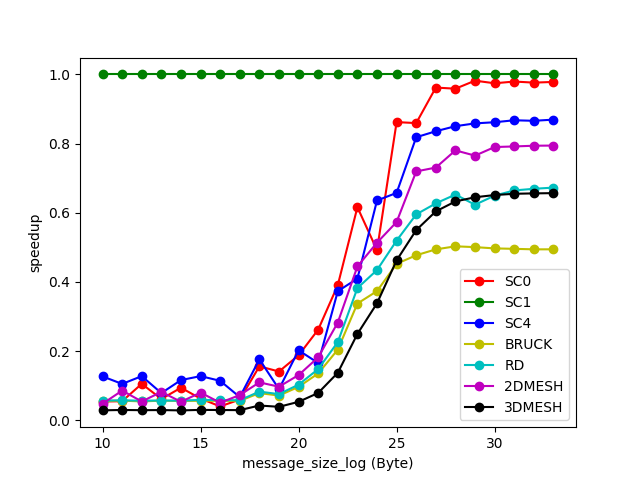 1.0
0.8
0.6
0.4
0.2
0.0
speedup
10
15
20
25
30
message_size_log (Byte)
SC0
SC1
SC4
BRUCK
RD
2DMESH
3DMESH